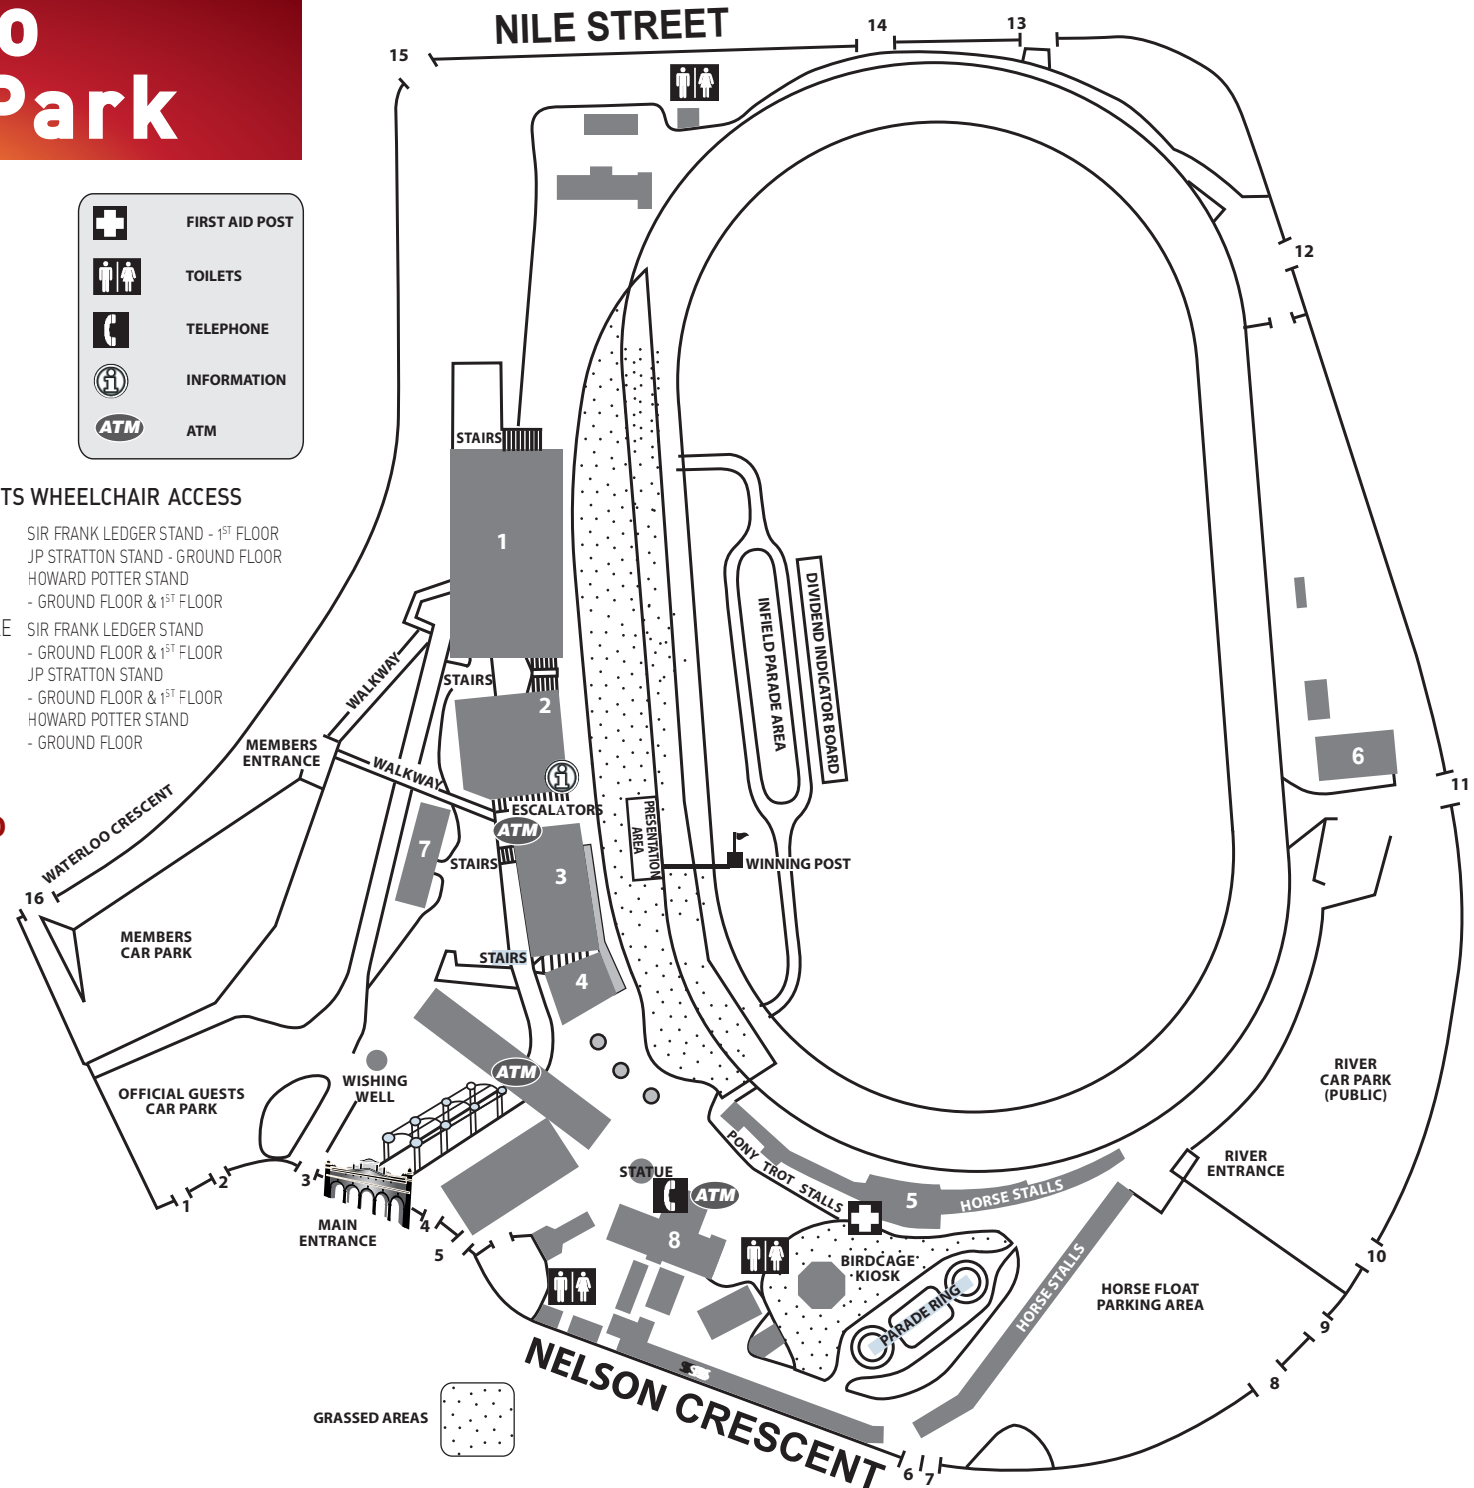 o
Park
NILE STREET
15
14
13
FIRST AID POST
TOILETS
TELEPHONE
INFORMATION
ATM
ATM
12
TS WHEELCHAIR ACCESS
SIR FRANK LEDGER STAND - 1ST FLOOR
JP STRATTON STAND - GROUND FLOOR
HOWARD POTTER STAND
- GROUND FLOOR & 1ST FLOOR
LE SIR FRANK LEDGER STAND
- GROUND FLOOR & 1ST FLOOR
JP STRATTON STAND
- GROUND FLOOR & 1ST FLOOR
HOWARD POTTER STAND
- GROUND FLOOR
STAIRS
1
WALKWAY
STAIRS
2
MEMBERS
ENTRANCE
WALKWAY
ESCALATORS
ATM
INFIELD PARADE AREA
DIVIDEND INDICATOR BOARD
6
11
WATERLOO CRESCENT
16
7
STAIRS
3
PRESENTATION
AREA
WINNING POST
MEMBERS
CAR PARK
STAIRS
4
ATM
WISHING
WELL
OFFICIAL GUESTS
CAR PARK
RIVER
CAR PARK
(PUBLIC)
RIVER
ENTRANCE
PONY TROT STALLS
STATUE
ATM
5
HORSE STALLS
1
2
3
MAIN
ENTRANCE
4
5
8
BIRDCAGE
KIOSK
PARADE RING
HORSE STALLS
HORSE FLOAT
PARKING AREA
10
9
8
NELSON CRESCENT
GRASSED AREAS
6
7